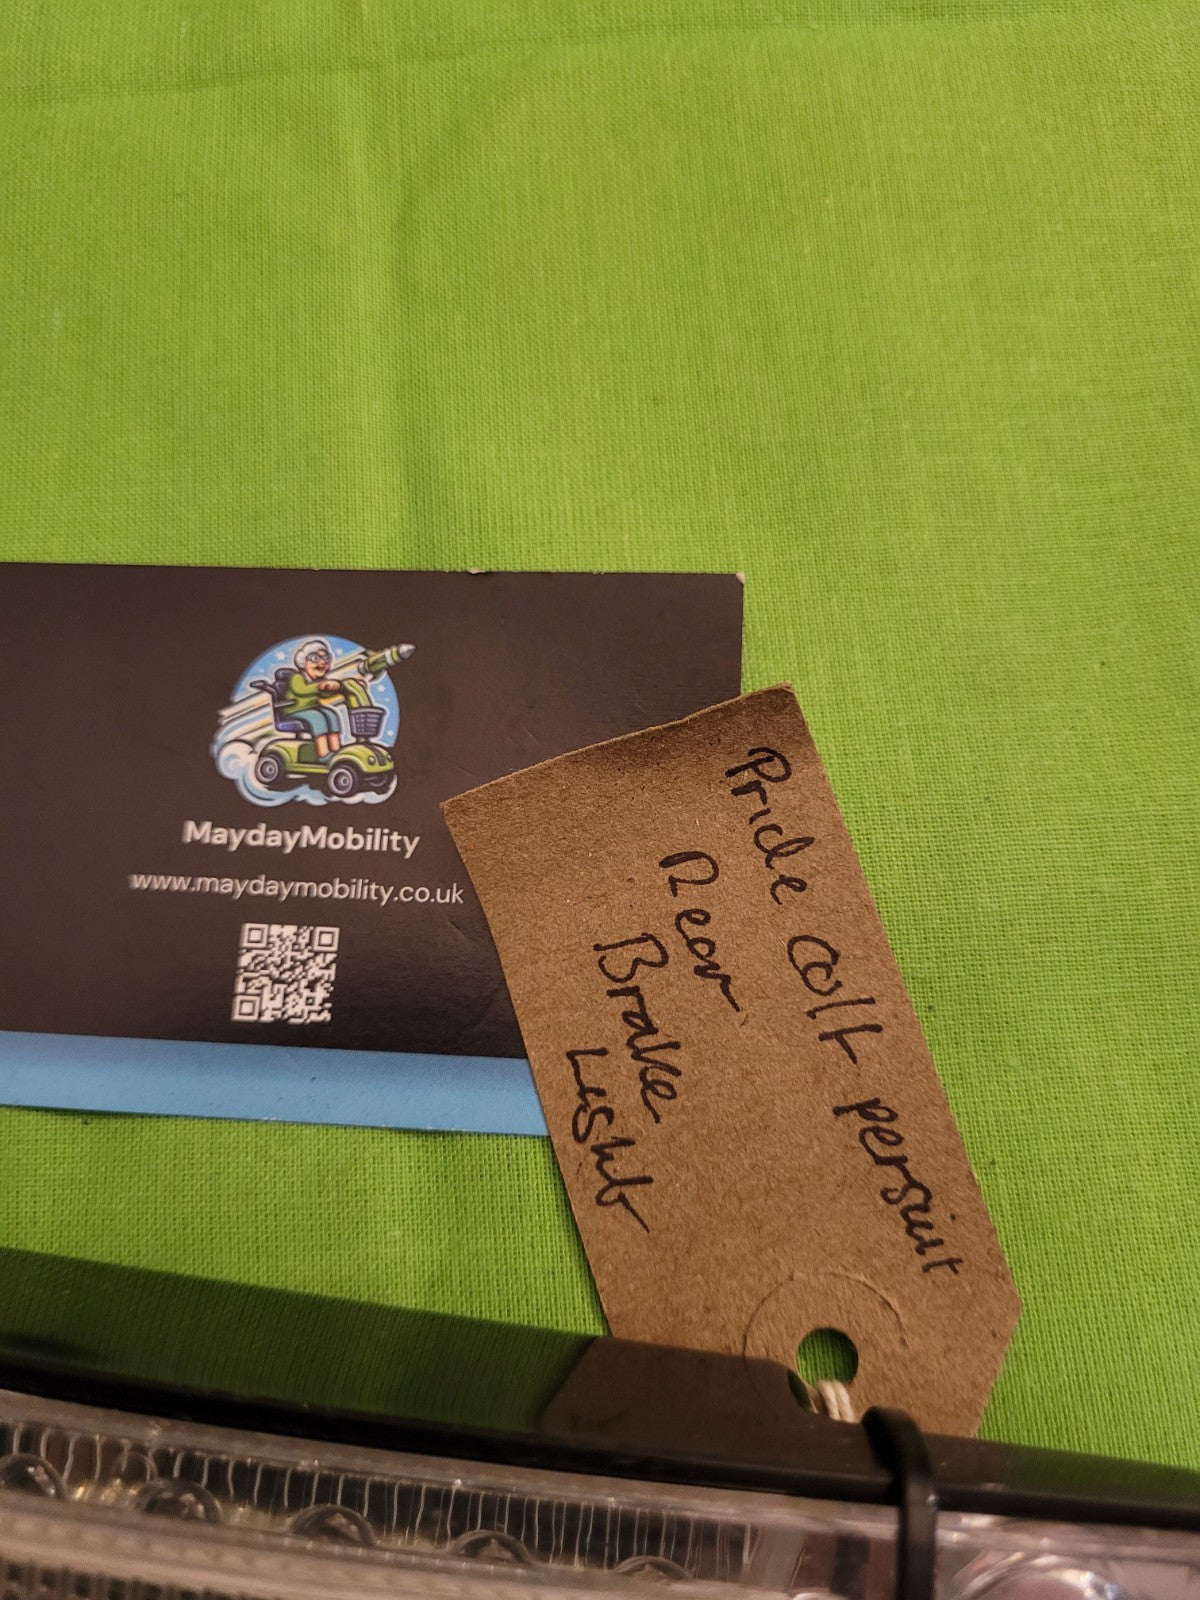 MaydayMobility
www.maydaymobility.co.uk
Pride colt persuit
Rear
Brake
Light